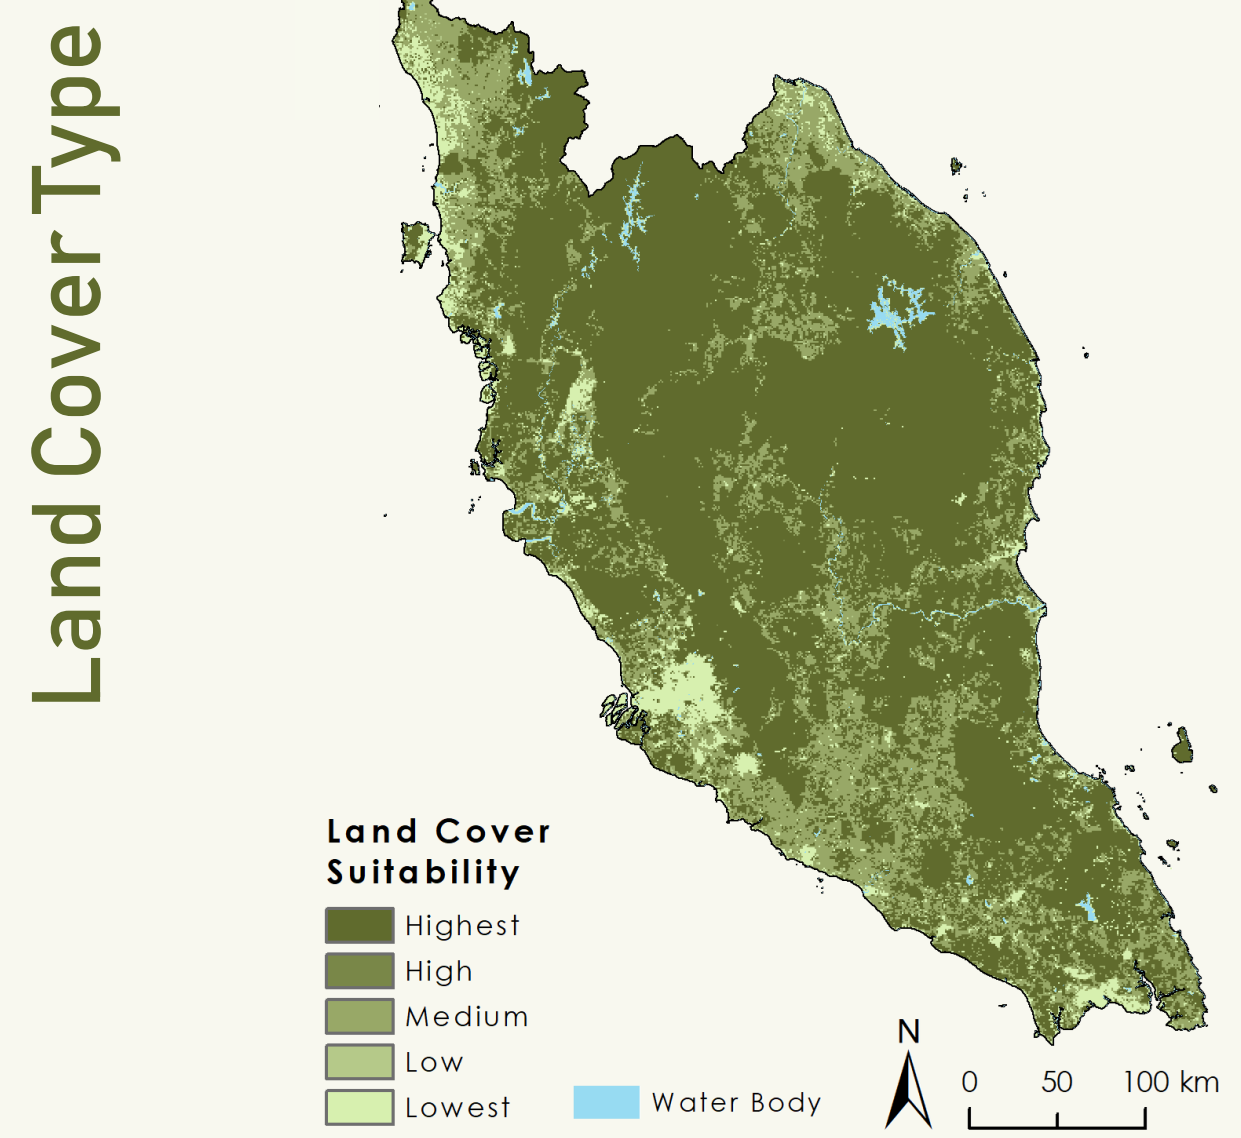 Land Cover Type
Land Cover
Suitability
Highest
High
Medium
Low
Lowest
Water Body
N
0 50 100 km